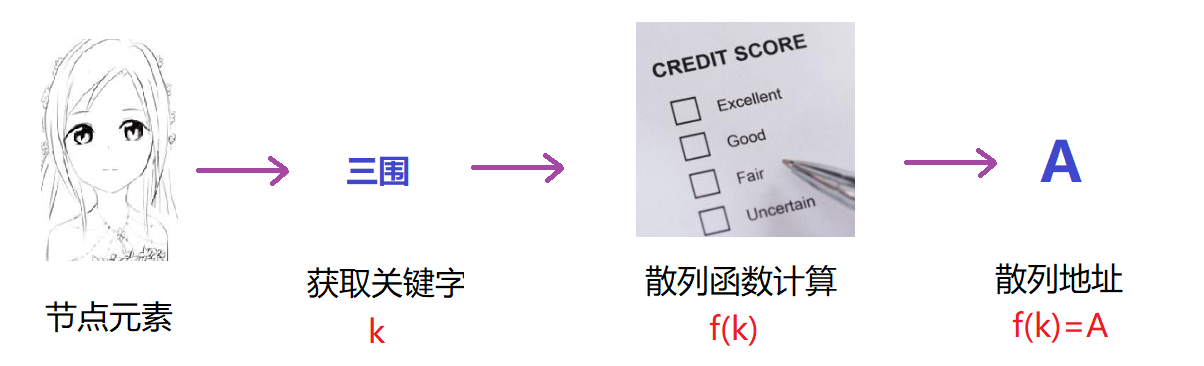 三围
CREDIT SCORE
Excellent
Good
Fair
Uncertain
A
节点元素
获取关键字
k
散列函数计算
f(k)
散列地址
f(k)=A